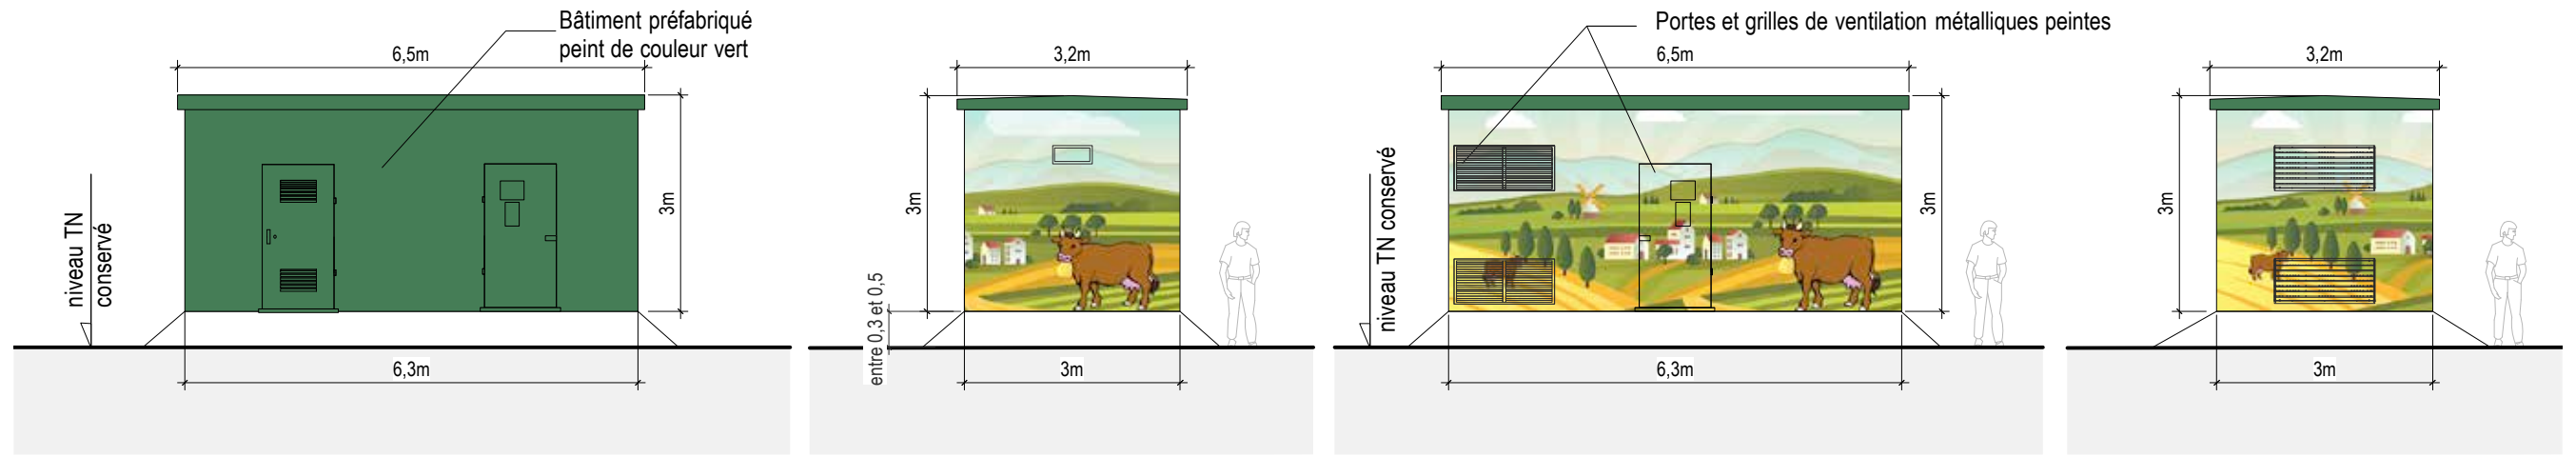 Bâtiment préfabriqué
peint de couleur vert
6,5m
3m
niveau TN
conservé
6,3m
3,2m
3m
entre 0,3 et 0,5
3m
Portes et grilles de ventilation métalliques peintes
6,5m
niveau TN conservé
3m
6,3m
3,2m
3m
3m